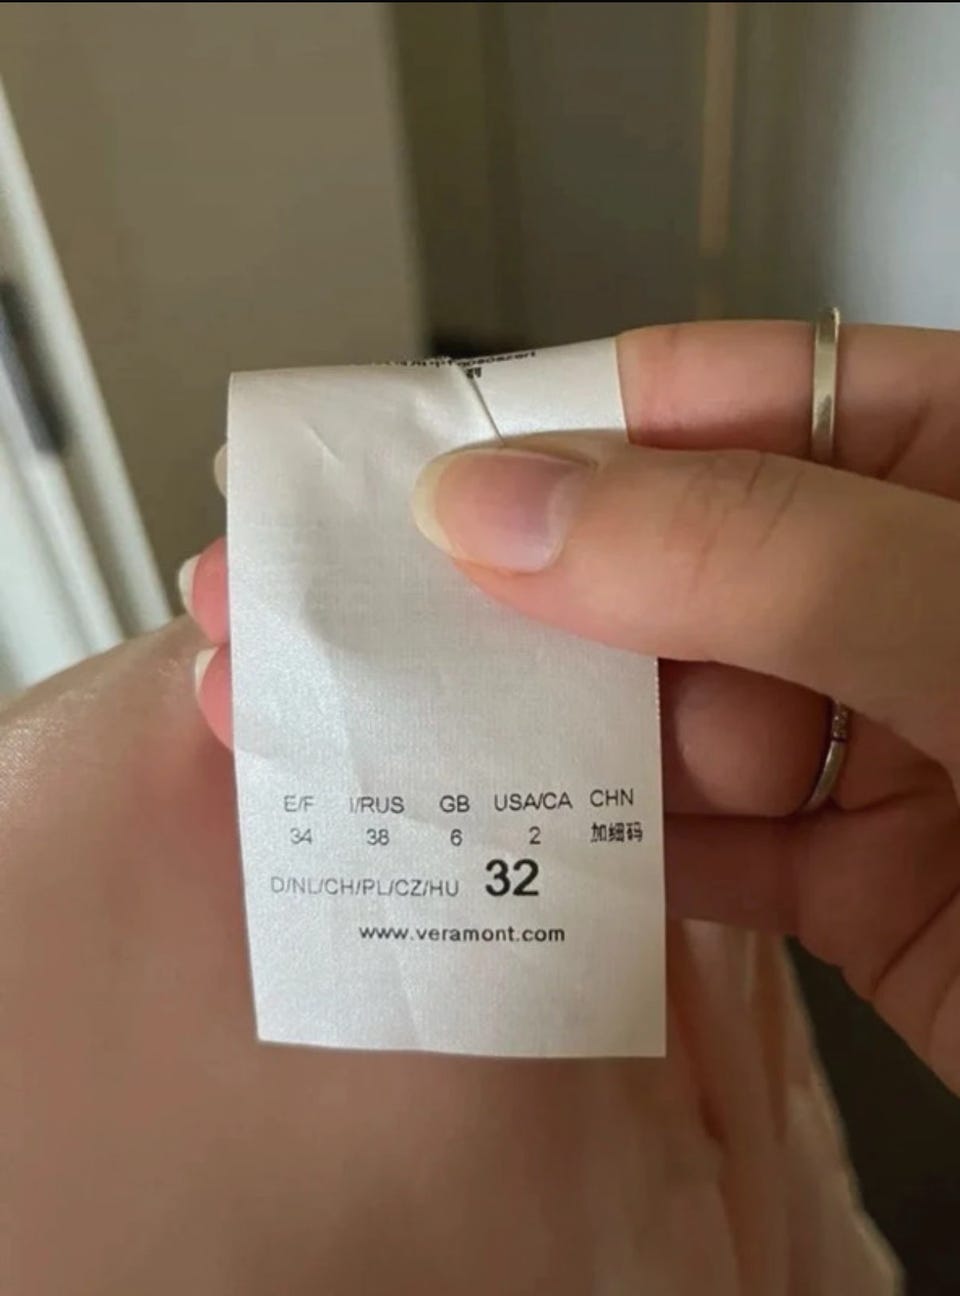 E/F I/RUS GB USA/CA CHN
34 38 6 2 加细码
D/NL/CH/PL/CZ/HU 32
www.veramont.com